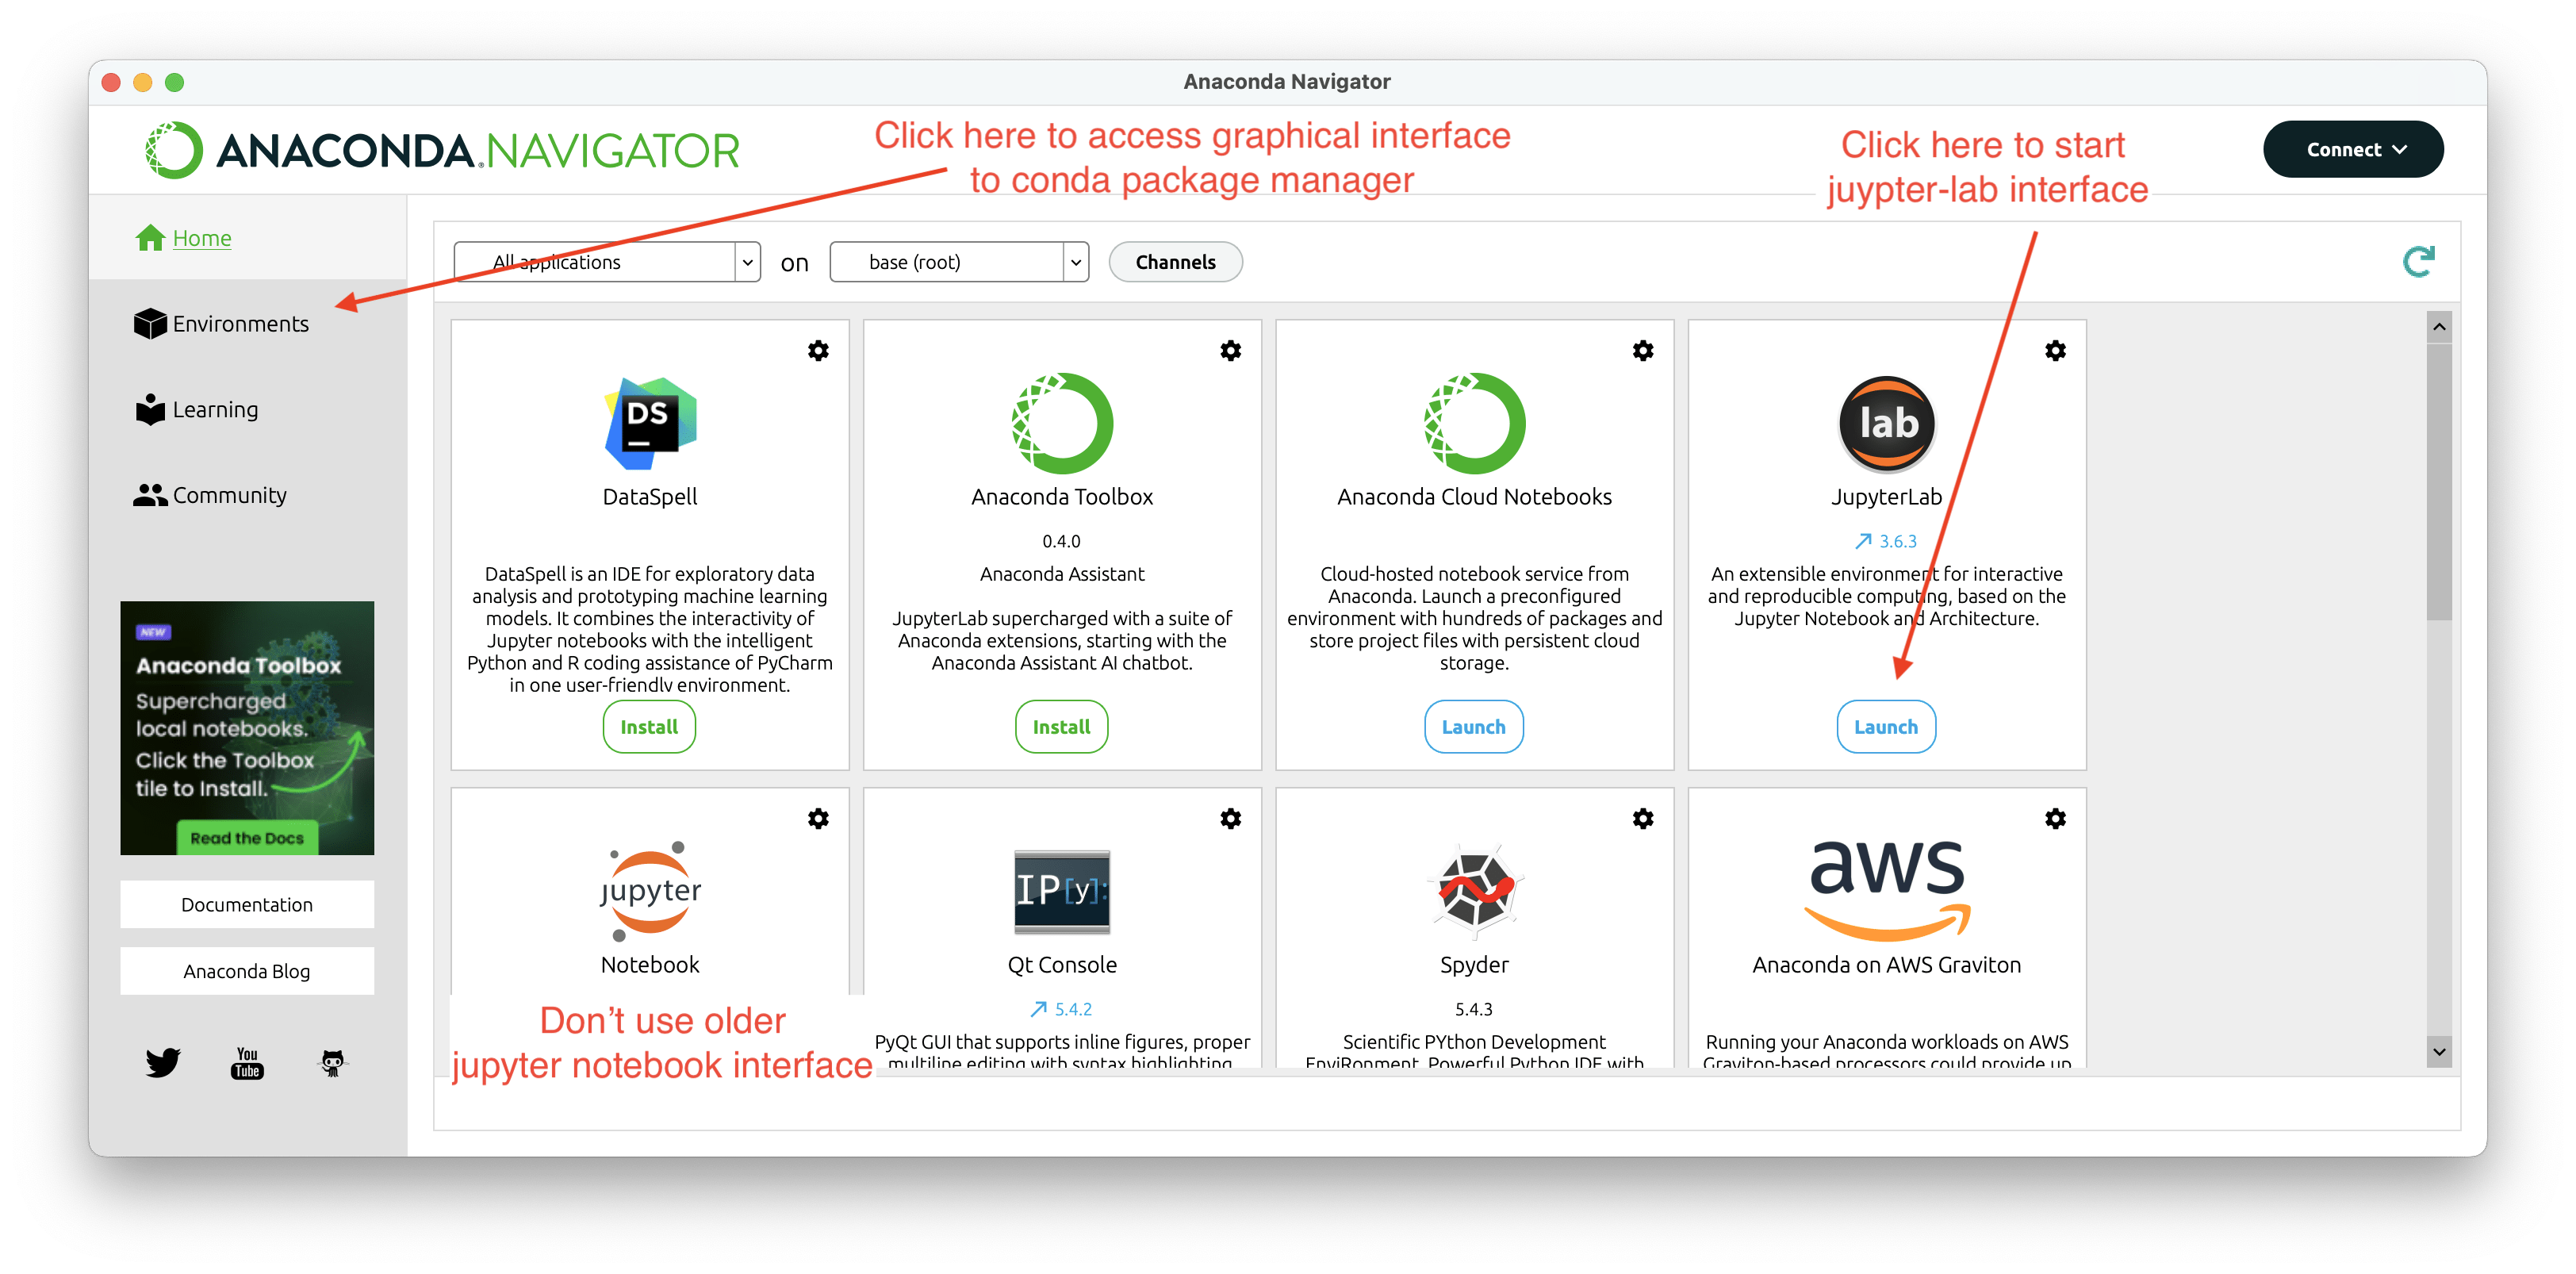 Anaconda Navigator
ANACONDA.NAVIGATOR
Click here to access graphical interface
to conda package manager
Click here to start
juypter-lab interface
Connect
Home
Environments
Learning
Community
All applications on base (root) Channels
DS
DataSpell
DataSpell is an IDE for exploratory data
analysis and prototyping machine learning
models. It combines the interactivity of
Jupyter notebooks with the intelligent
Python and R coding assistance of PyCharm
in one user-friendly environment.
Install
Anaconda Toolbox
0.4.0
Anaconda Assistant
JupyterLab supercharged with a suite of
Anaconda extensions, starting with the
Anaconda Assistant AI chatbot.
Install
Anaconda Cloud Notebooks
Cloud-hosted notebook service from
Anaconda. Launch a preconfigured
environment with hundreds of packages and
store project files with persistent cloud
storage.
Launch
lab
JupyterLab
3.6.3
An extensible environment for interactive
and reproducible computing, based on the
Jupyter Notebook and Architecture.
Launch
NEW
Anaconda Toolbox
Supercharged
local notebooks.
Click the Toolbox
tile to Install.
Read the Docs
Documentation
Anaconda Blog
You
Tube
jupyter
Notebook
Don’t use older
jupyter notebook interface
IP[y]:
Qt Console
5.4.2
PyQt GUI that supports inline figures, proper
multiline editing with syntax highlighting,
Spyder
5.4.3
Scientific PYthon Development
EnviRonment. Powerful Python IDE with
aws
Anaconda on AWS Graviton
Running your Anaconda workloads on AWS
Graviton-based processors could provide up